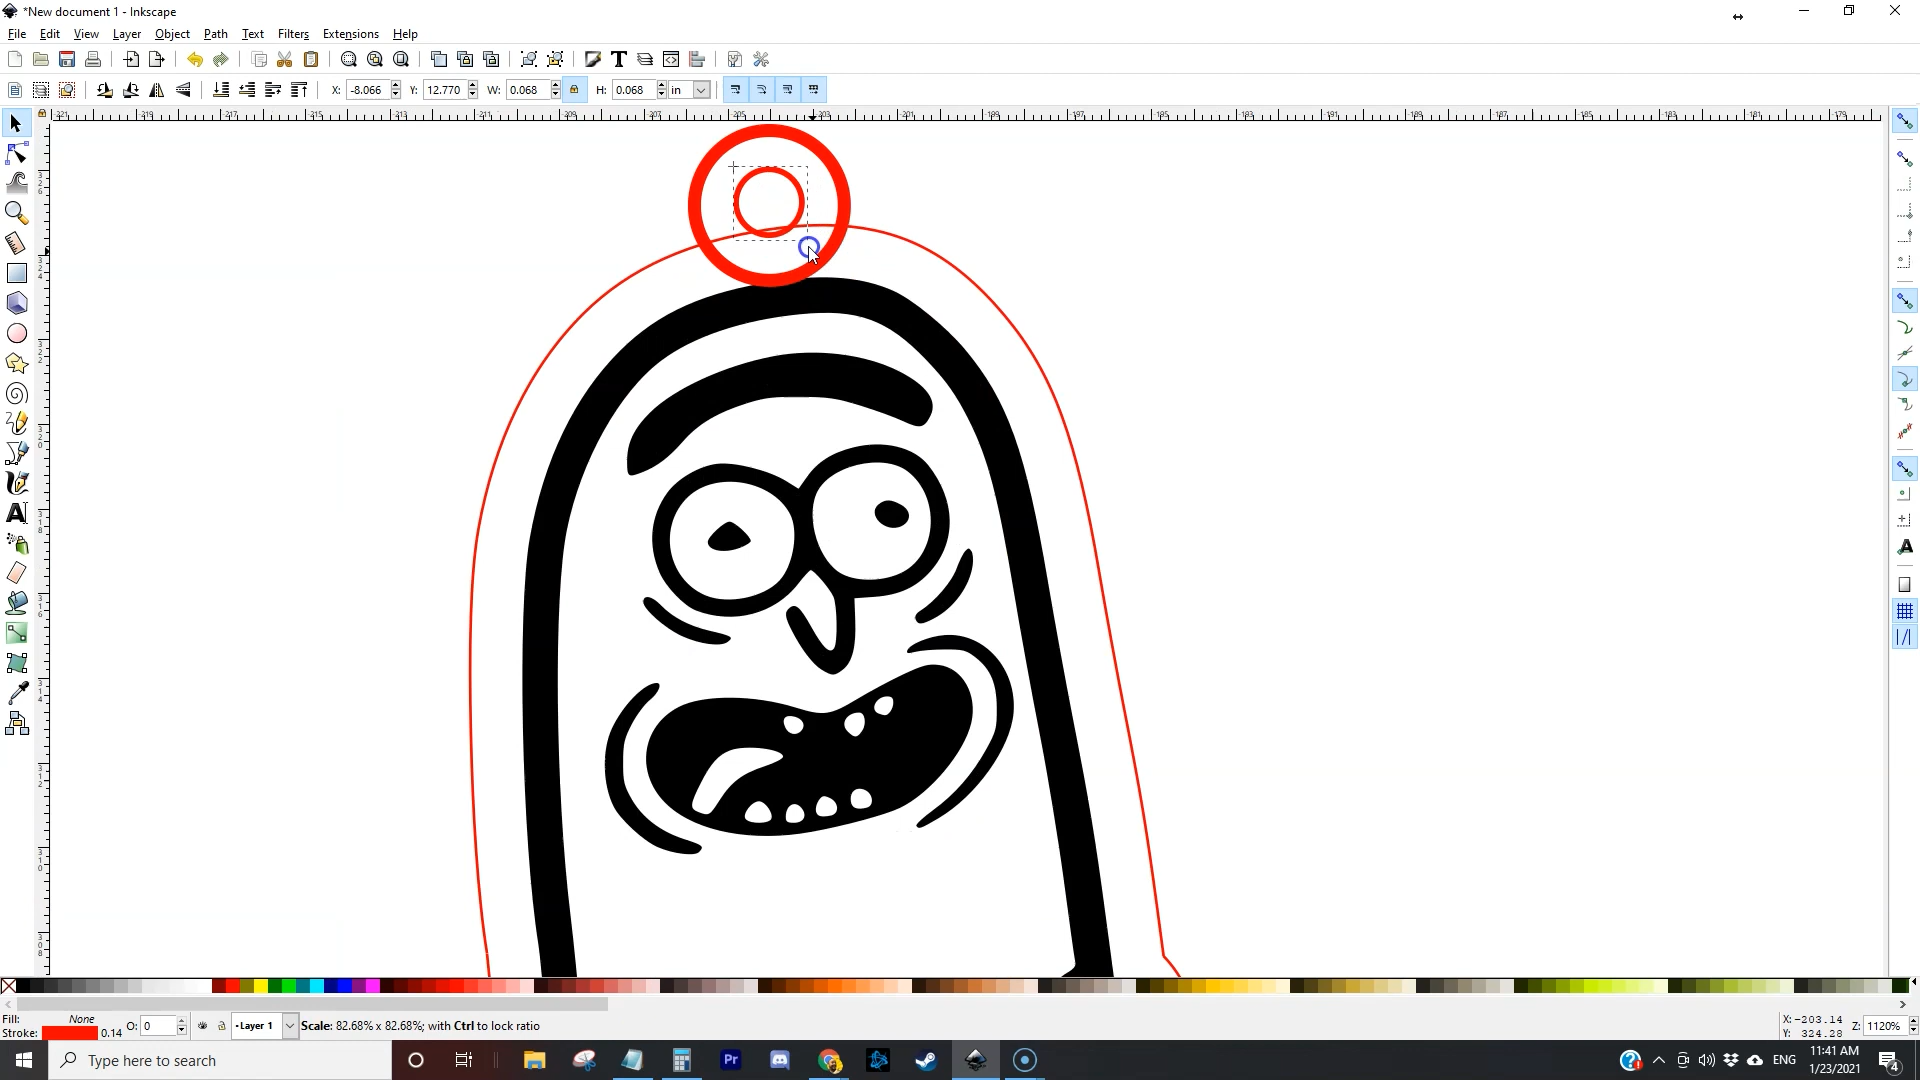 *New document 1 - Inkscape
File Edit View Layer Object Path Text Filters Extensions Help
X: -8.066 Y: 12.770 W: 0.068 H: 0.068 in
Fill: None
Stroke: 0.14 O: 0 •Layer 1 Scale: 82.68% x 82.68%; with Ctrl to lock ratio
X: -203.14
Y: 324.28 Z: 1120%
Type here to search
Pr
ENG 11:41 AM
1/23/2021
4